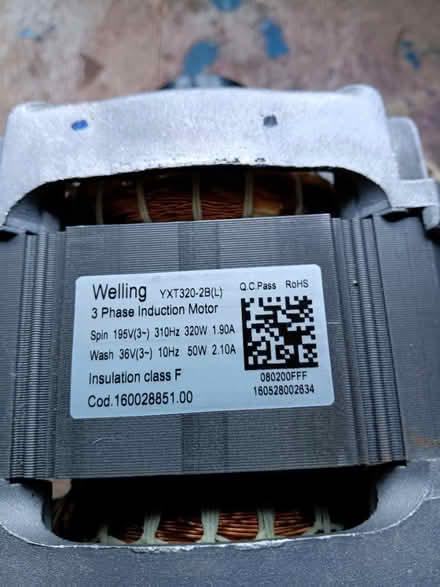 Welling YXT320-2B(L) Q.C.Pass RoHS
3 Phase Induction Motor
Spin 195V(3~) 310Hz 320W 1.90A
Wash 36V(3~) 10Hz 50W 2.10A
Insulation class F
Cod.160028851.00
080200FFF
160528002634